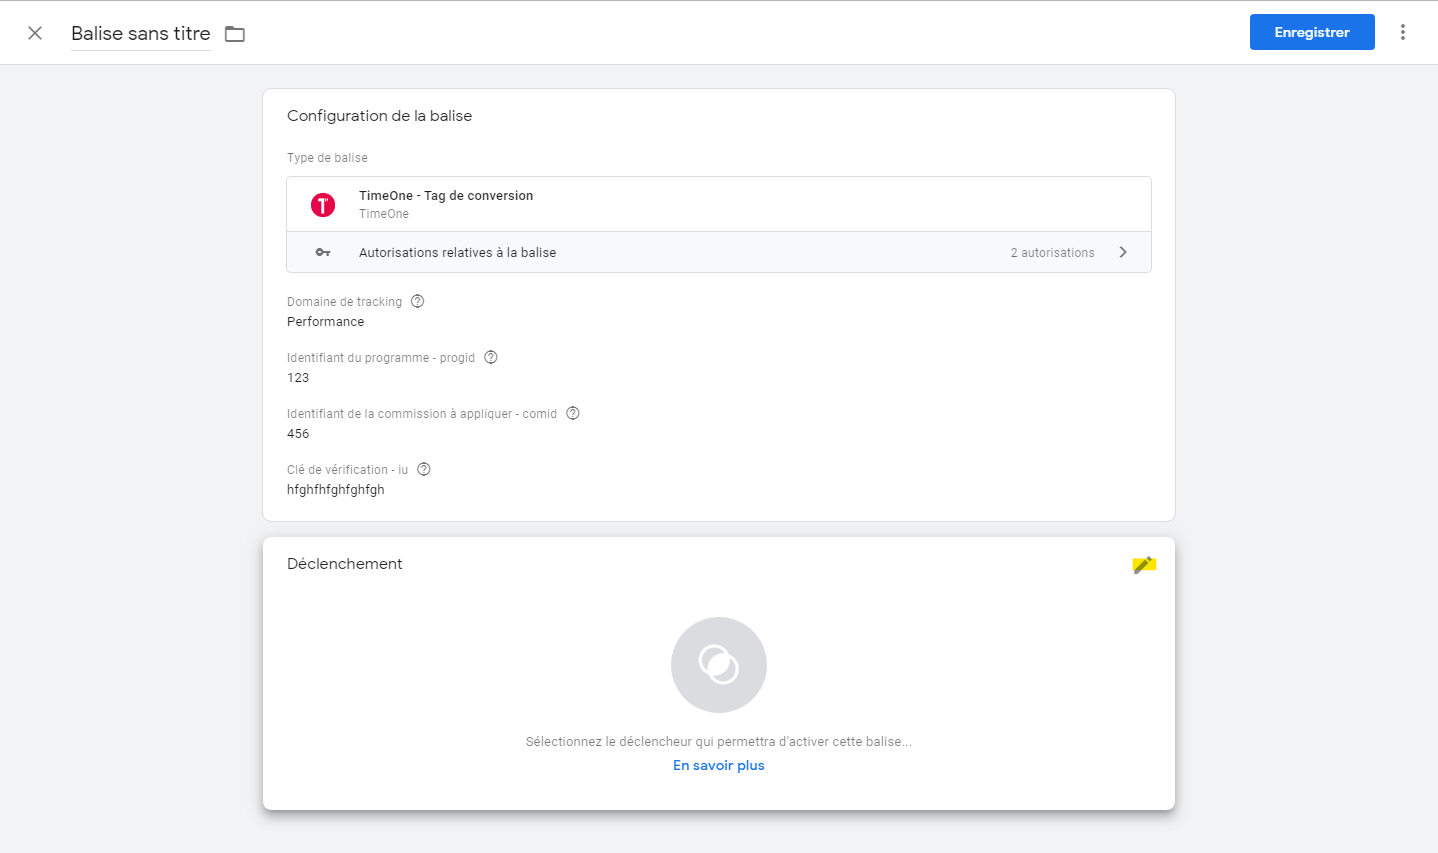 Balise sans titre
Enregistrer
Configuration de la balise
Type de balise
TimeOne - Tag de conversion
TimeOne
Autorisations relatives à la balise
2 autorisations
Domaine de tracking
Performance
Identifiant du programme - progid
123
Identifiant de la commission à appliquer - comid
456
Clé de vérification - iu
hfghfhfghfghfgh
Déclenchement
Sélectionnez le déclencheur qui permettra d'activer cette balise...
En savoir plus